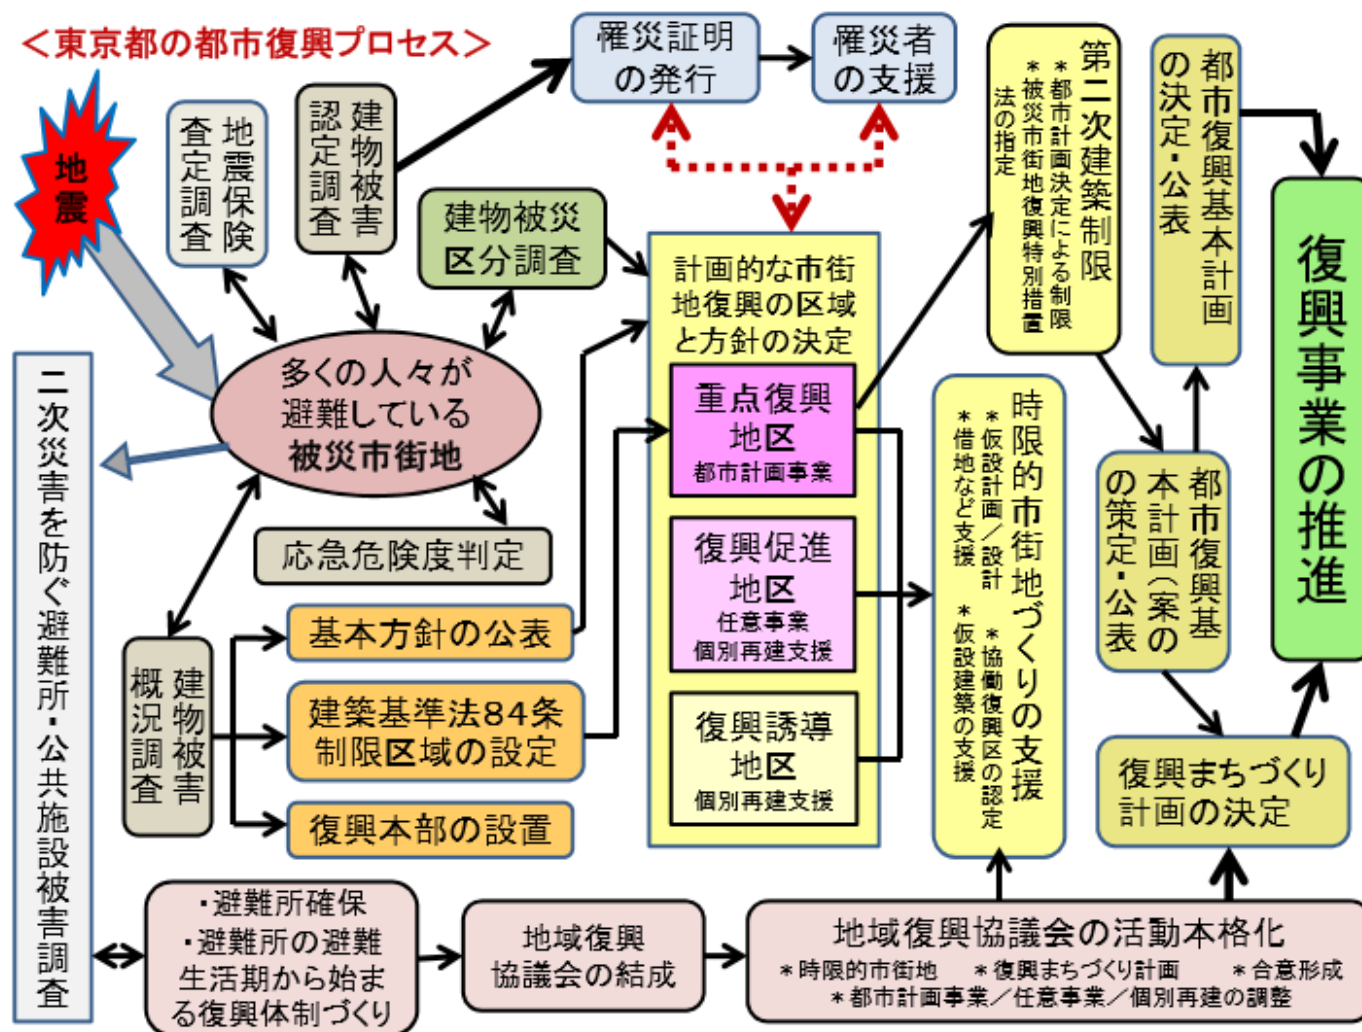 ＜東京都の都市復興プロセス＞
地震
地震保険
査定調査
建物被害
認定調査
罹災証明
の発行
罹災者
の支援
建物被災
区分調査
多くの人々が
避難している
被災市街地
応急危険度判定
二次災害を防ぐ避難所・公共施設被害調査
建物被害
概況調査
基本方針の公表
建築基準法84条
制限区域の設定
復興本部の設置
計画的な市街
地復興の区域
と方針の決定
重点復興
地区
都市計画事業
復興促進
地区
任意事業
個別再建支援
復興誘導
地区
個別再建支援
第二次建築制限
＊都市計画決定による制限
＊被災市街地復興特別措置
法の指定
時限的市街地づくりの支援
＊仮設計画／設計　＊協働復興区の認定
＊借地など支援　＊仮設建築の支援
都市復興基本計画
の決定・公表
都市復興基
本計画（案の
の策定・公表
復興まちづくり
計画の決定
復興事業の推進
・避難所確保
・避難所の避難
生活期から始ま
る復興体制づくり
地域復興
協議会の結成
地域復興協議会の活動本格化
＊時限的市街地　＊復興まちづくり計画　＊合意形成
＊都市計画事業／任意事業／個別再建の調整